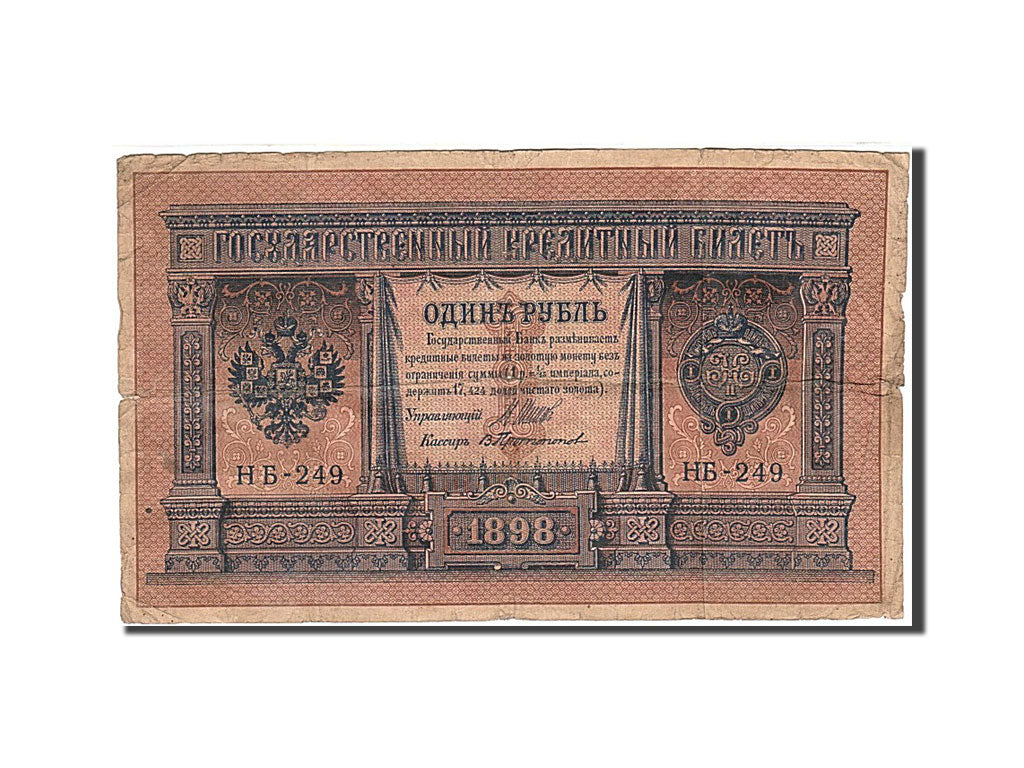 ГОСУДАРСТВЕННЫЙ КРЕДИТНЫЙ БИЛЕТЪ
ОДИНЪ РУБЛЬ
Государственный Банкъ размѣниваетъ
кредитные билеты на золотую монету безъ
ограниченія суммы (1 р. = 1/15 имперіала, со-
держитъ 17,424 долей чистаго золота).
Управляющій
Кассиръ
НБ-249
НБ-249
1898